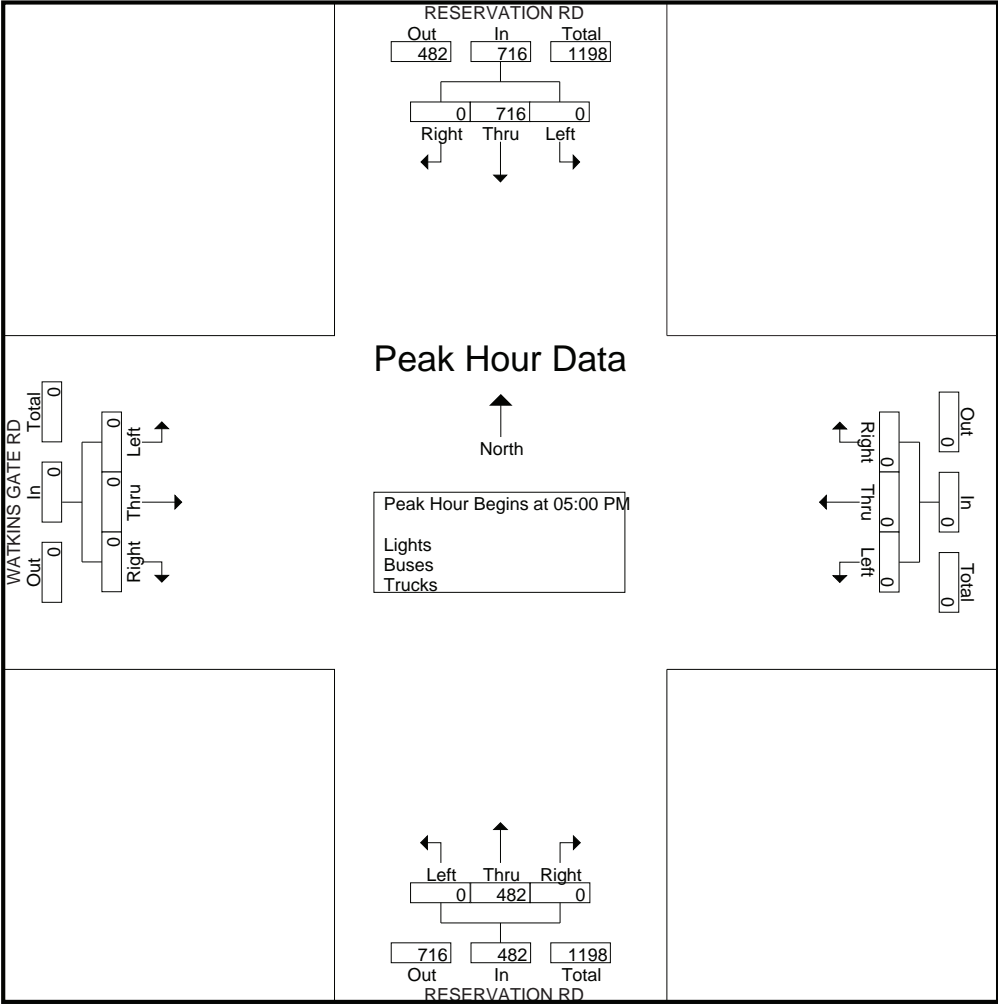 RESERVATION RD
Out In Total
482 716 1198
0 716 0
Right Thru Left
Peak Hour Data
North
Peak Hour Begins at 05:00 PM
Lights
Buses
Trucks
WATKINS GATE RD
Out In Total
0 0 0
0 0 0
Right Thru Left
Out In Total
0 0 0
Right Thru Left
0 0 0
Left Thru Right
0 482 0
716 482 1198
Out In Total
RESERVATION RD